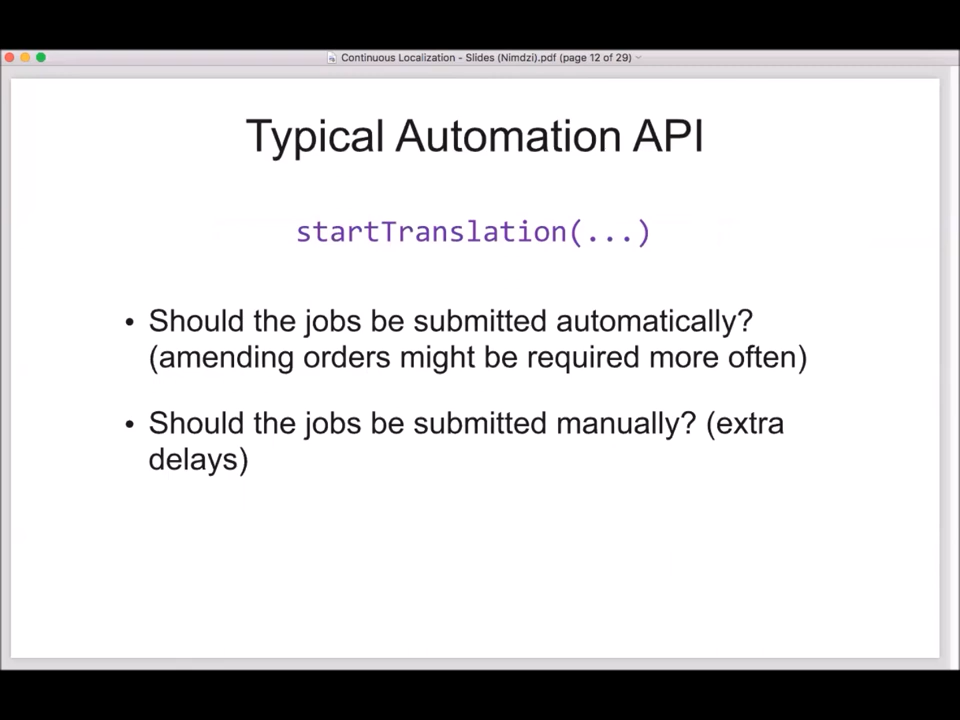 Continuous Localization - Slides (Nimdzi).pdf (page 12 of 29)
Typical Automation API
startTranslation(...)
• Should the jobs be submitted automatically?
(amending orders might be required more often)
• Should the jobs be submitted manually? (extra
delays)